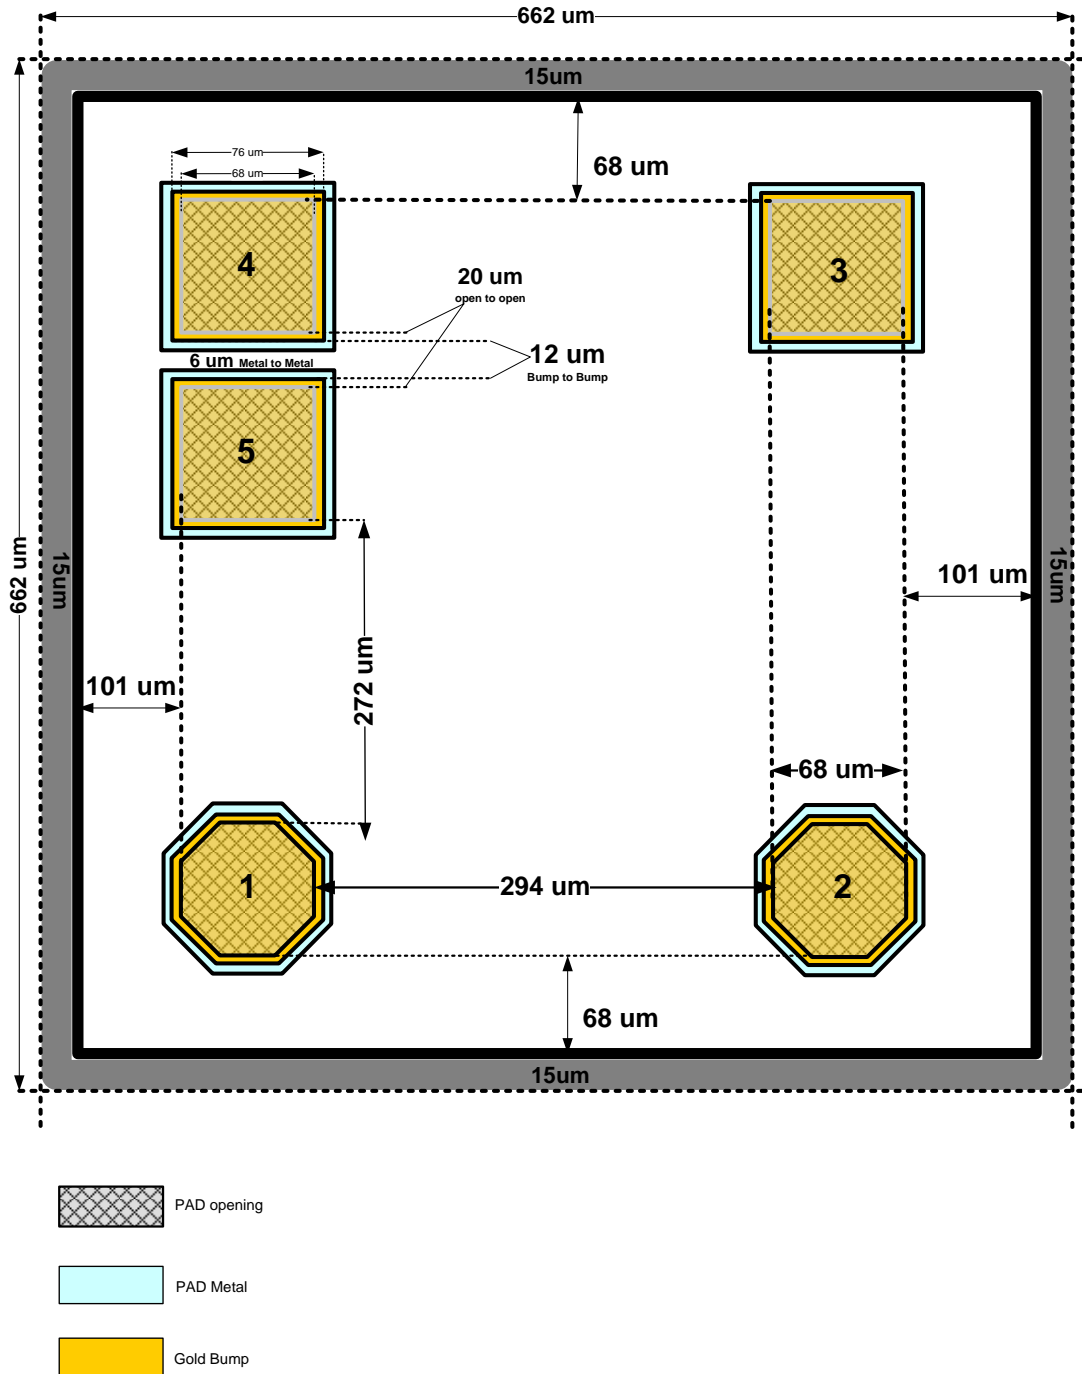 662 um
15um
76 um
68 um
68 um
4
3
20 um
open to open
12 um
Bump to Bump
6 um Metal to Metal
5
662 um
15um
15um
101 um
272 um
101 um
68 um
1
294 um
2
68 um
15um
PAD opening
PAD Metal
Gold Bump